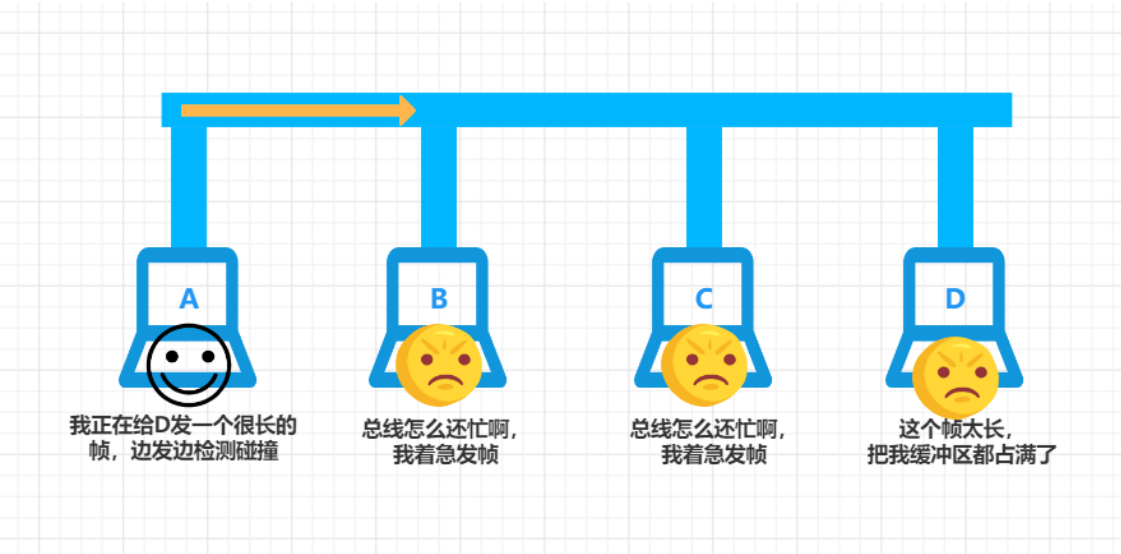 A
B
C
D
我正在给D发一个很长的
帧，边发边检测碰撞
总线怎么还忙啊，
我着急发帧
总线怎么还忙啊，
我着急发帧
这个帧太长，
把我缓冲区都占满了